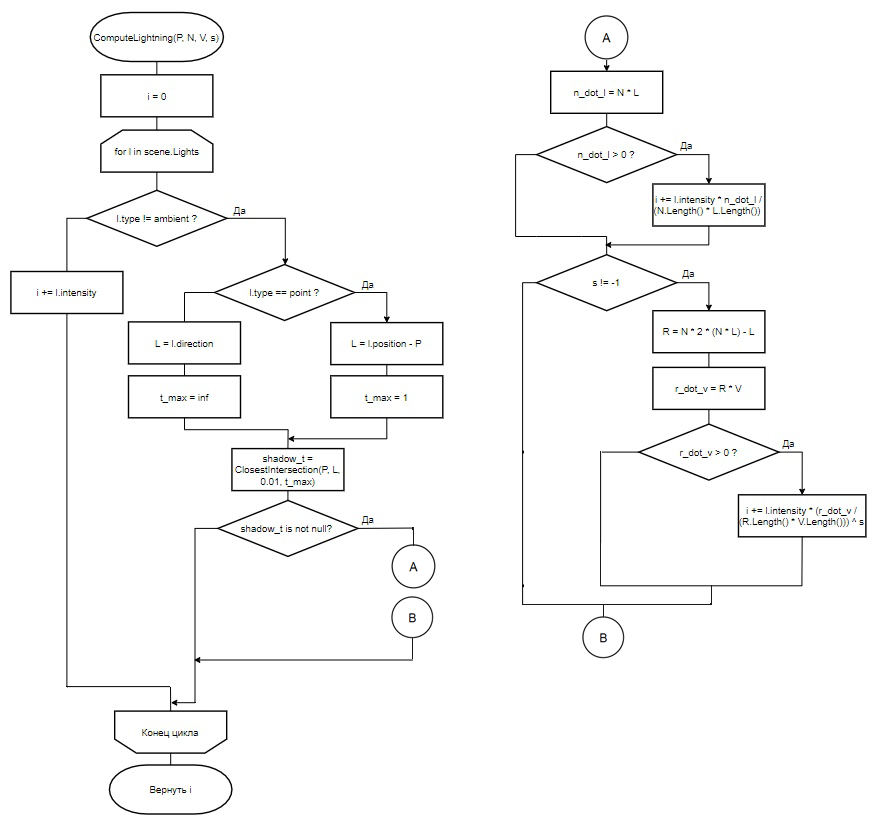 ComputeLightning(P, N, V, s)
i = 0
for l in scene.Lights
l.type != ambient ?
Да
i += l.intensity
l.type == point ?
Да
L = l.direction
L = l.position - P
t_max = inf
t_max = 1
shadow_t =
ClosestIntersection(P, L,
0.01, t_max)
shadow_t is not null?
Да
A
B
Конец цикла
Вернуть i
A
n_dot_l = N * L
n_dot_l > 0 ?
Да
i += l.intensity * n_dot_l /
(N.Length() * L.Length())
s != -1
Да
R = N * 2 * (N * L) - L
r_dot_v = R * V
r_dot_v > 0 ?
Да
i += l.intensity * (r_dot_v /
(R.Length() * V.Length())) ^ s
B